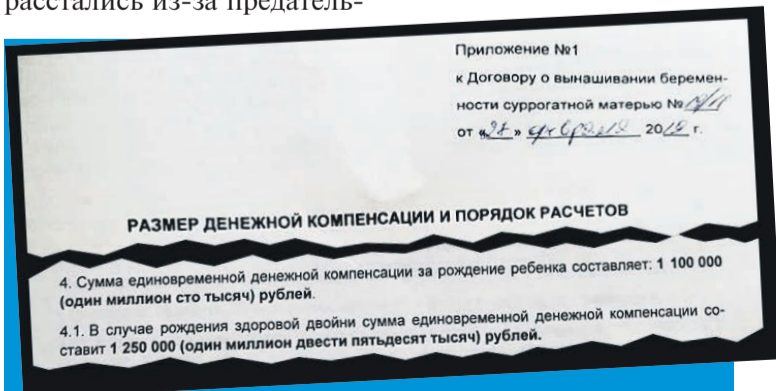 расстались из-за предатель-
Приложение №1
к Договору о вынашивании беремен-
ности суррогатной матерью №
от «27» февраля 20 г.
РАЗМЕР ДЕНЕЖНОЙ КОМПЕНСАЦИИ И ПОРЯДОК РАСЧЕТОВ
4. Сумма единовременной денежной компенсации за рождение ребенка составляет: 1 100 000
(один миллион сто тысяч) рублей.
4.1. В случае рождения здоровой двойни сумма единовременной денежной компенсации со-
ставит 1 250 000 (один миллион двести пятьдесят тысяч) рублей.